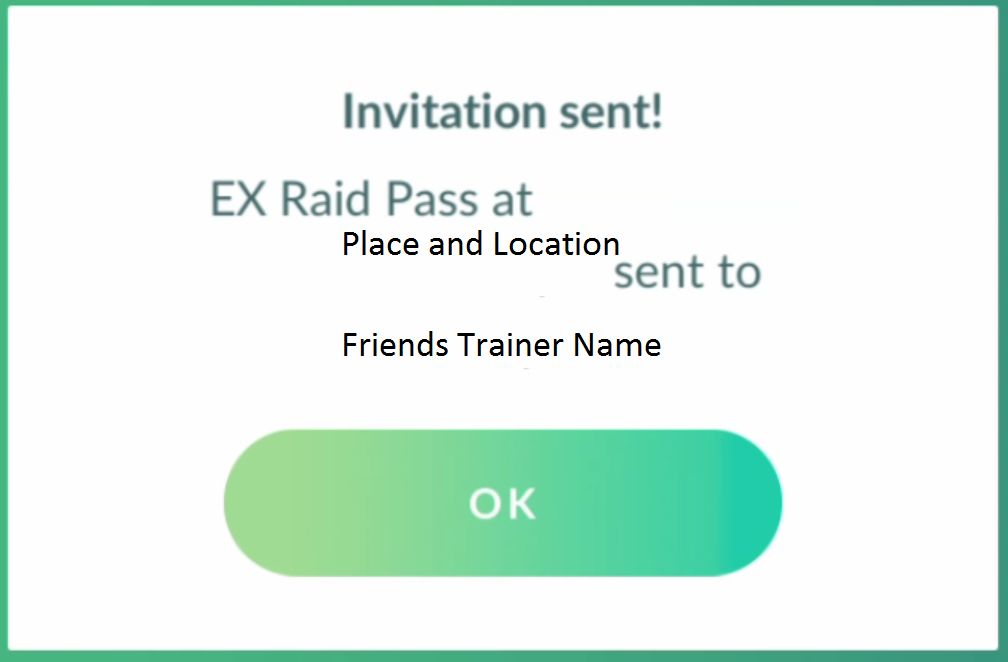 Invitation sent!
EX Raid Pass at
Place and Location
sent to
Friends Trainer Name
OK